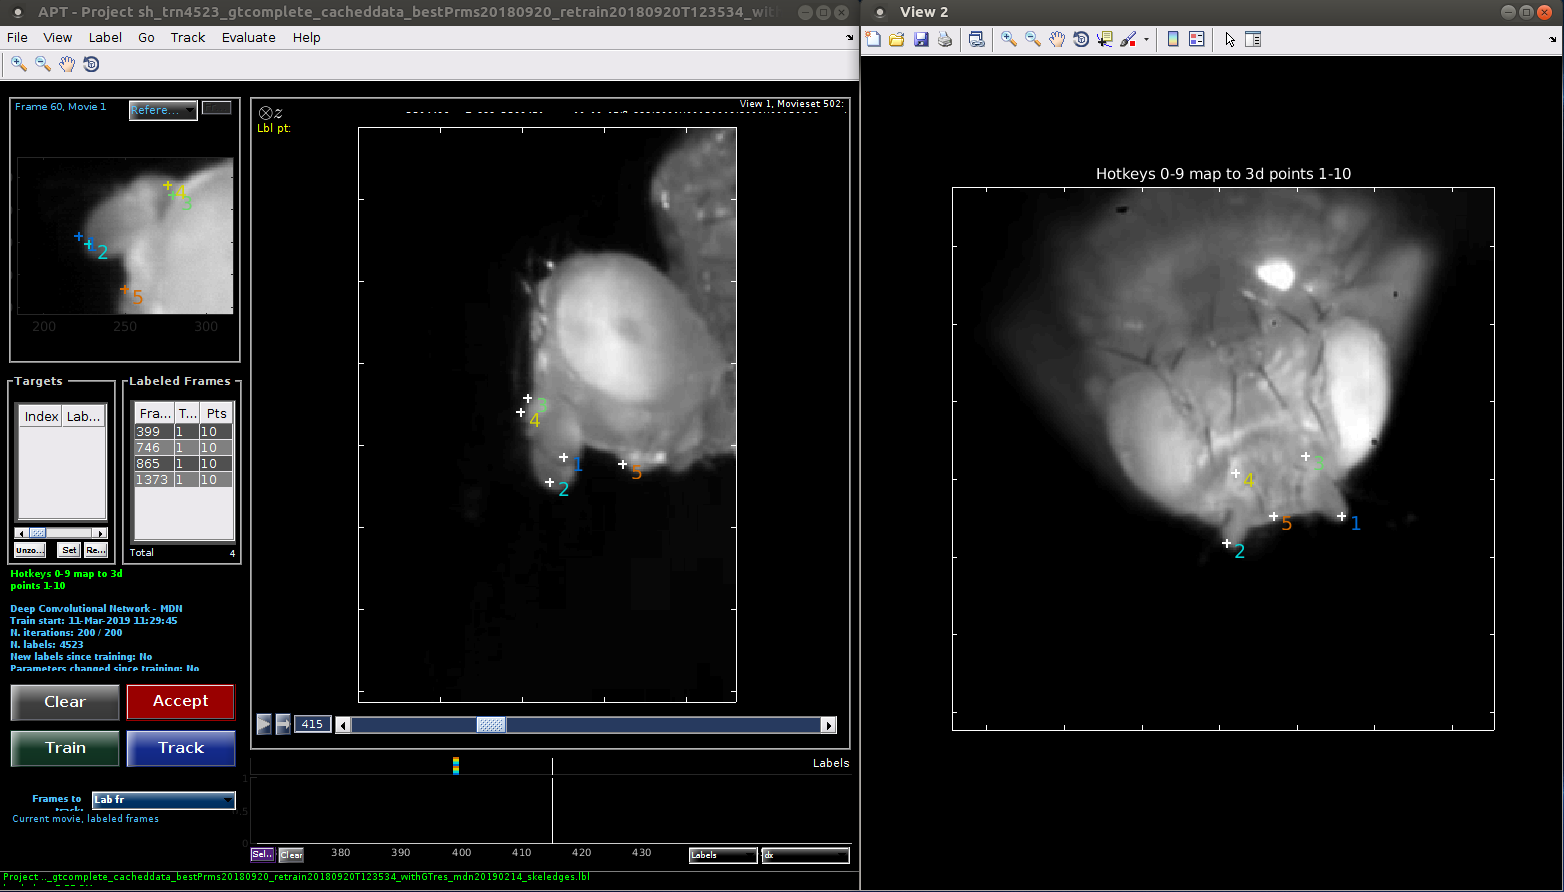 APT - Project sh_trn4523_gtcomplete_cacheddata_bestPrms20180920_retrain20180920T123534_with
File View Label Go Track Evaluate Help
Frame 60, Movie 1
Refere...
4
3
1
2
5
200 250 300
Targets
Index Lab...
Unzo... Set Re...
Labeled Frames
Fra... T... Pts
399 1 10
746 1 10
865 1 10
1373 1 10
Total 4
Hotkeys 0-9 map to 3d
points 1-10
Deep Convolutional Network - MDN
Train start: 11-Mar-2019 11:29:45
N. iterations: 200 / 200
N. labels: 4523
New labels since training: No
Parameters changed since training: No
Clear Accept
Train Track
Frames to
track:
Lab fr
Current movie, labeled frames
View 1, Movieset 502:
z
Lbl pt:
3
4
1
5
2
415
Labels
1
380 390 400 410 420 430
Sel.. Clear
Labels dx
Project .._gtcomplete_cacheddata_bestPrms20180920_retrain20180920T123534_withGTres_mdn20190214_skeledges.lbl
View 2
Hotkeys 0-9 map to 3d points 1-10
3
4
5
1
2